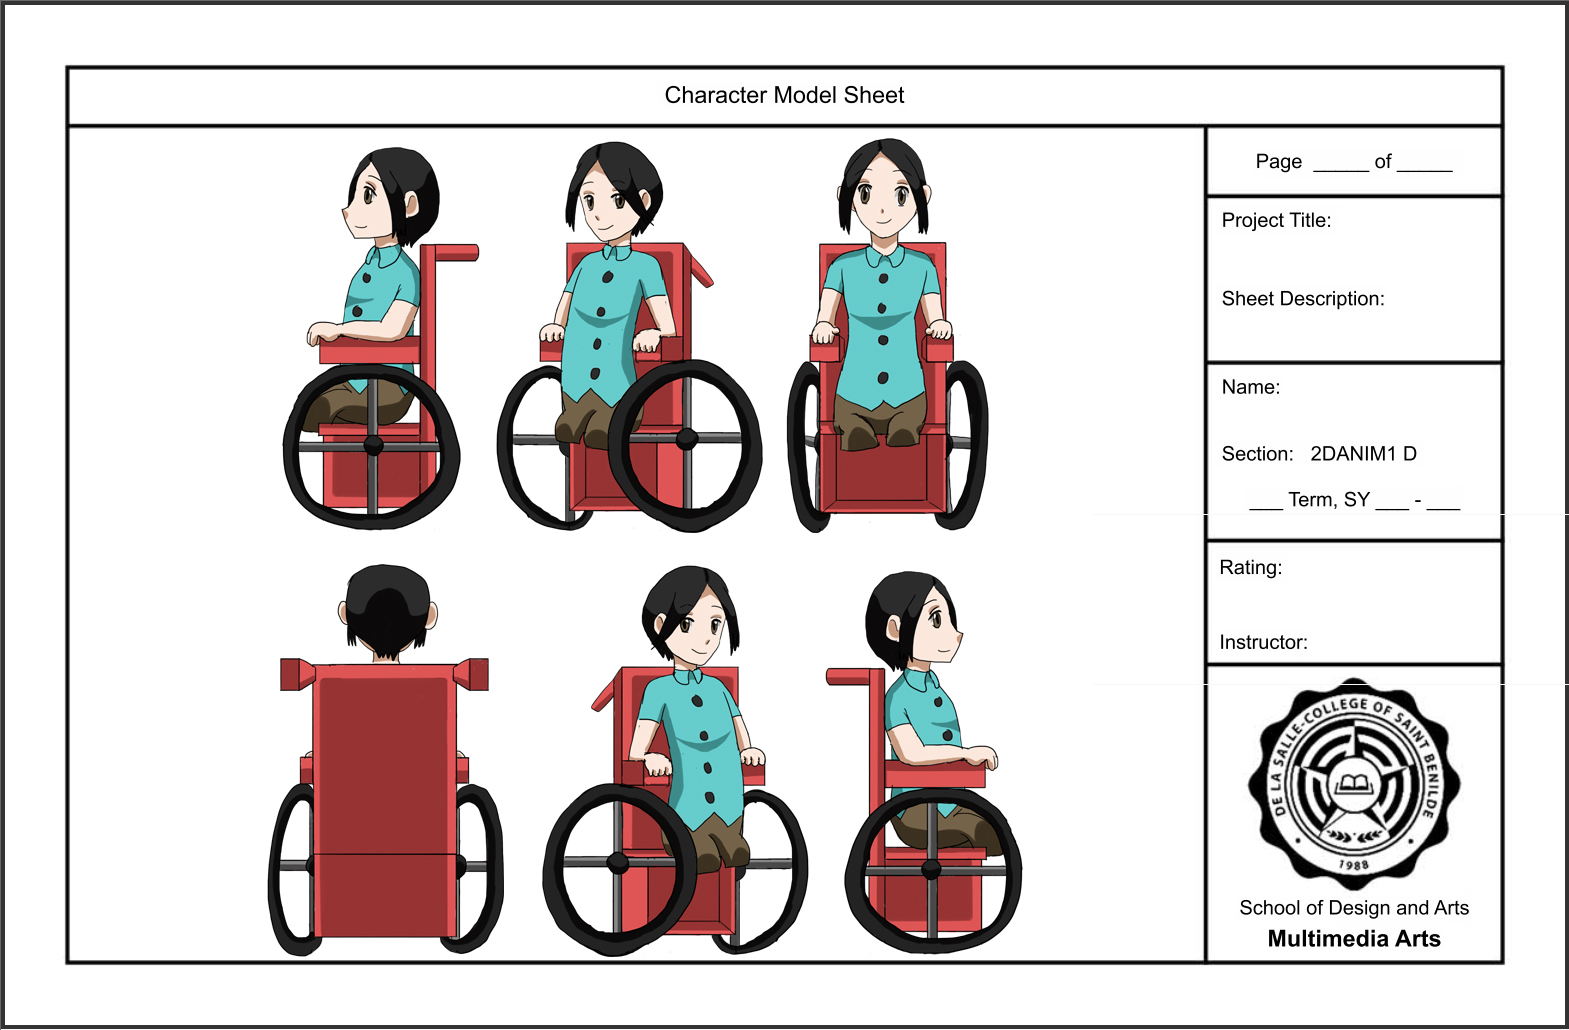 Character Model Sheet
Page _____ of _____
Project Title:
Sheet Description:
Name:
Section: 2DANIM1 D
___ Term, SY ___ - ___
Rating:
Instructor:
DE LA SALLE-COLLEGE OF SAINT BENILDE
1988
School of Design and Arts
Multimedia Arts